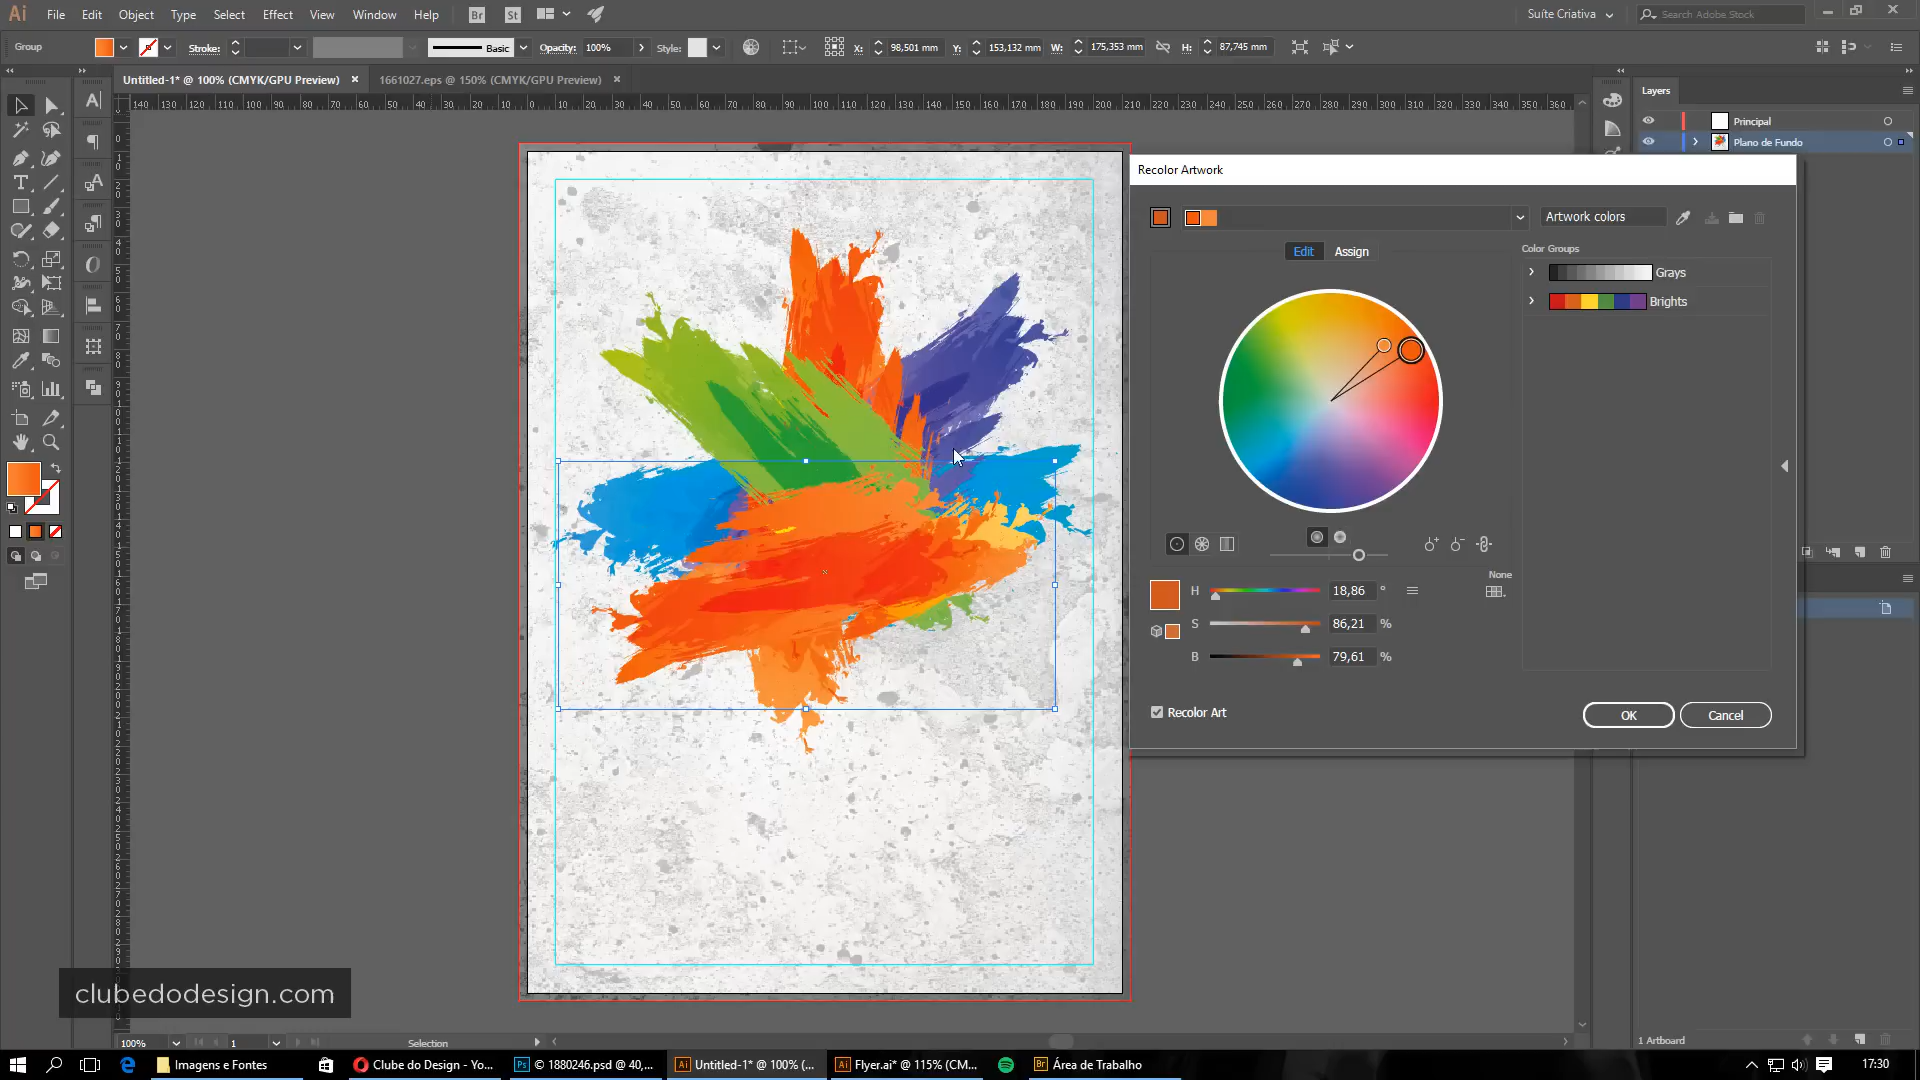 Ai File Edit Object Type Select Effect View Window Help Br St Suíte Criativa Search Adobe Stock
Group Stroke: Basic Opacity: 100% Style: X: 98,501 mm Y: 153,132 mm W: 175,353 mm H: 87,745 mm
Untitled-1* @ 100% (CMYK/GPU Preview) × 1661027.eps @ 150% (CMYK/GPU Preview) ×
140 130 120 110 100 90 80 70 60 50 40 30 20 10 0 10 20 30 40 50 60 70 80 90 100 110 120 130 140 150 160 170 180 190 200 210 220 230 240 250 260 270 280 290 300 310 320 330 340 350 360
Layers
Principal
Plano de Fundo
Recolor Artwork
Artwork colors
Edit Assign
Color Groups
Grays
Brights
None
H 18,86 °
S 86,21 %
B 79,61 %
Recolor Art
OK Cancel
clubedodesign.com
100% 1 Selection
1 Artboard
Imagens e Fontes Clube do Design - Yo... Ps © 1880246.psd @ 40,... Ai Untitled-1* @ 100% (... Ai Flyer.ai* @ 115% (CM... Br Área de Trabalho 17:30